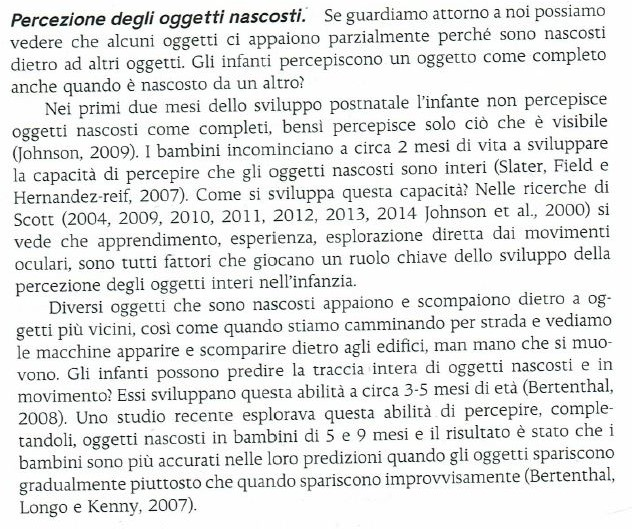 Percezione degli oggetti nascosti. Se guardiamo attorno a noi possiamo
vedere che alcuni oggetti ci appaiono parzialmente perché sono nascosti
dietro ad altri oggetti. Gli infanti percepiscono un oggetto come completo
anche quando è nascosto da un altro?
Nei primi due mesi dello sviluppo postnatale l'infante non percepisce
oggetti nascosti come completi, bensì percepisce solo ciò che è visibile
(Johnson, 2009). I bambini incominciano a circa 2 mesi di vita a sviluppare
la capacità di percepire che gli oggetti nascosti sono interi (Slater, Field e
Hernandez-reif, 2007). Come si sviluppa questa capacità? Nelle ricerche di
Scott (2004, 2009, 2010, 2011, 2012, 2013, 2014 Johnson et al., 2000) si
vede che apprendimento, esperienza, esplorazione diretta dai movimenti
oculari, sono tutti fattori che giocano un ruolo chiave dello sviluppo della
percezione degli oggetti interi nell'infanzia.
Diversi oggetti che sono nascosti appaiono e scompaiono dietro a og-
getti più vicini, così come quando stiamo camminando per strada e vediamo
le macchine apparire e scomparire dietro agli edifici, man mano che si muo-
vono. Gli infanti possono predire la traccia intera di oggetti nascosti e in
movimento? Essi sviluppano questa abilità a circa 3-5 mesi di età (Bertenthal,
2008). Uno studio recente esplorava questa abilità di percepire, comple-
tandoli, oggetti nascosti in bambini di 5 e 9 mesi e il risultato è stato che i
bambini sono più accurati nelle loro predizioni quando gli oggetti spariscono
gradualmente piuttosto che quando spariscono improvvisamente (Bertenthal,
Longo e Kenny, 2007).